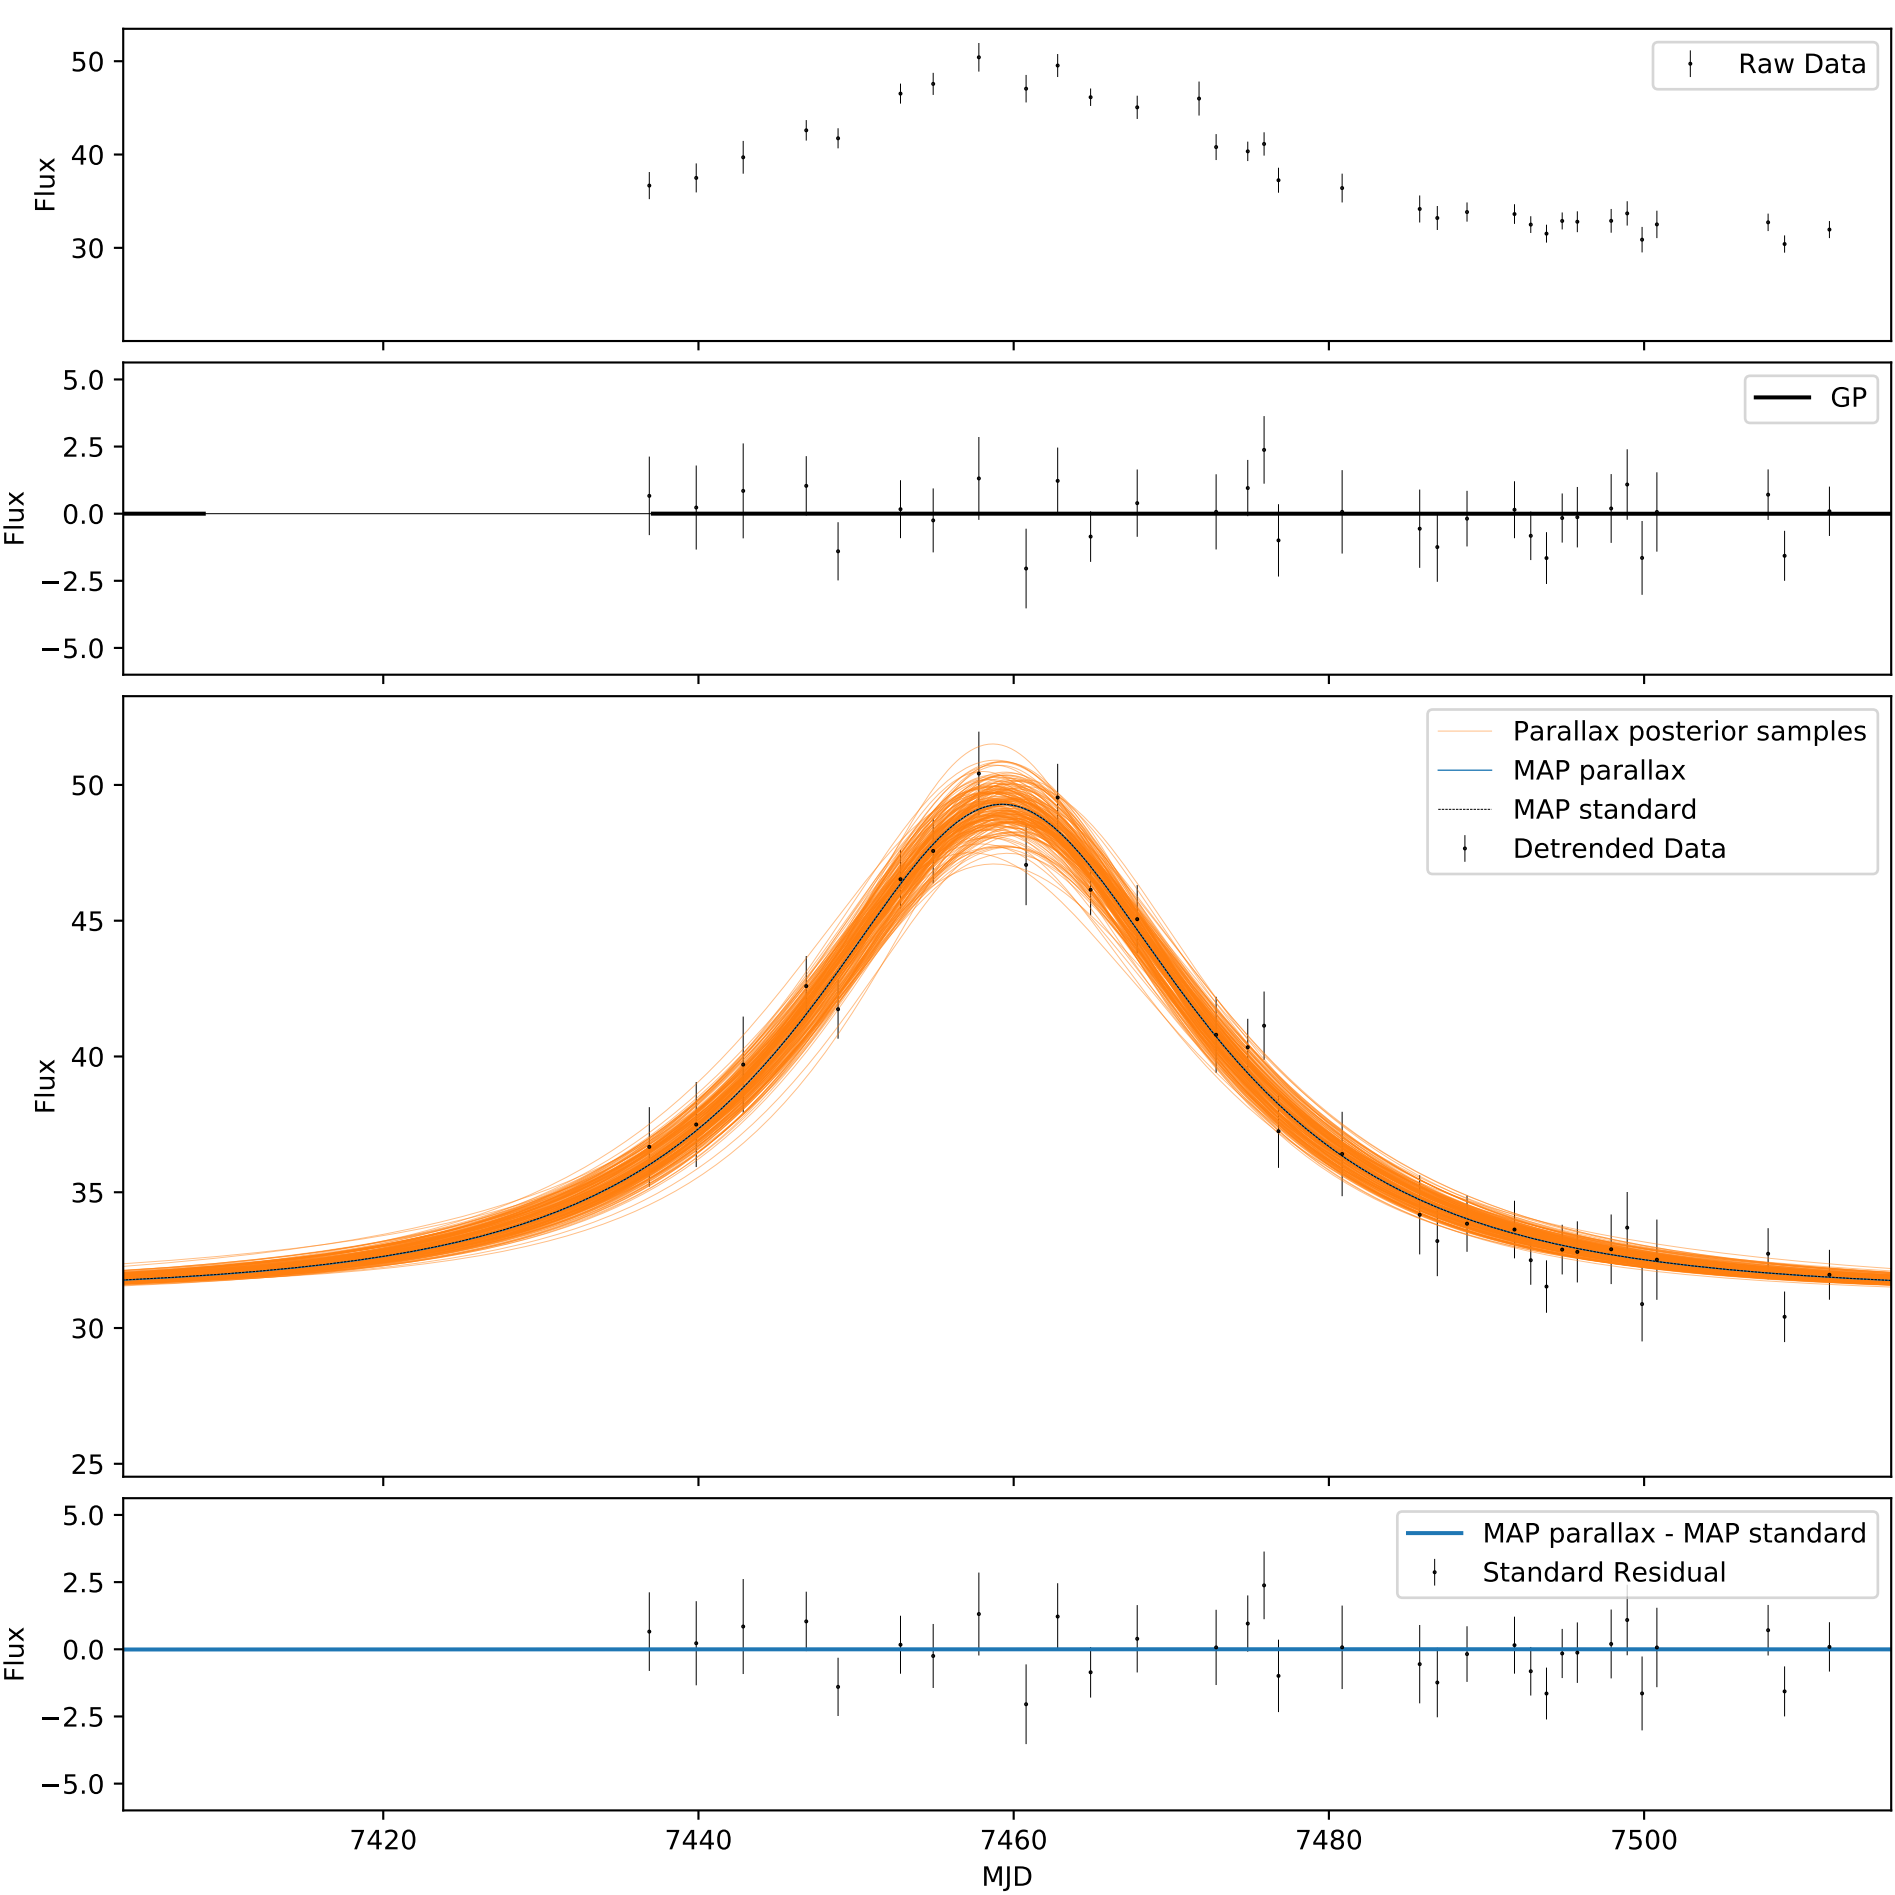 50
40
30
Flux
Raw Data
5.0
2.5
0.0
−2.5
−5.0
Flux
GP
50
45
40
35
30
25
Flux
Parallax posterior samples
MAP parallax
MAP standard
Detrended Data
5.0
2.5
0.0
−2.5
−5.0
Flux
MAP parallax - MAP standard
Standard Residual
7420 7440 7460 7480 7500
MJD